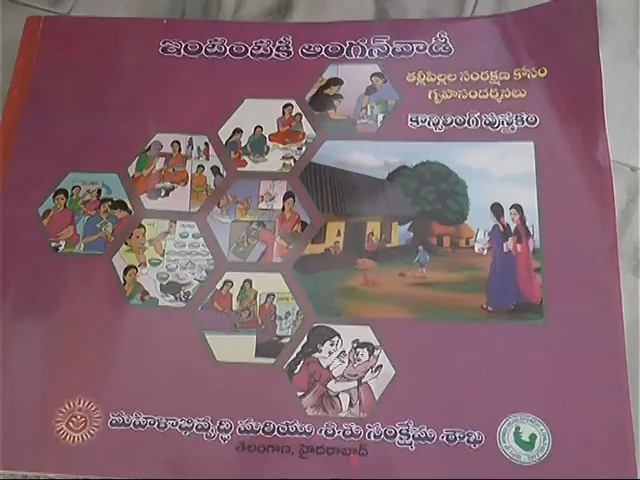 ఇంటింటికీ అంగన్‌వాడీ
తల్లీపిల్లల సంరక్షణ కోసం
గృహసందర్శనలు
కౌన్సిలింగ్ పుస్తకం
మహిళాభివృద్ధి మరియు శిశు సంక్షేమ శాఖ
తెలంగాణ, హైదరాబాద్